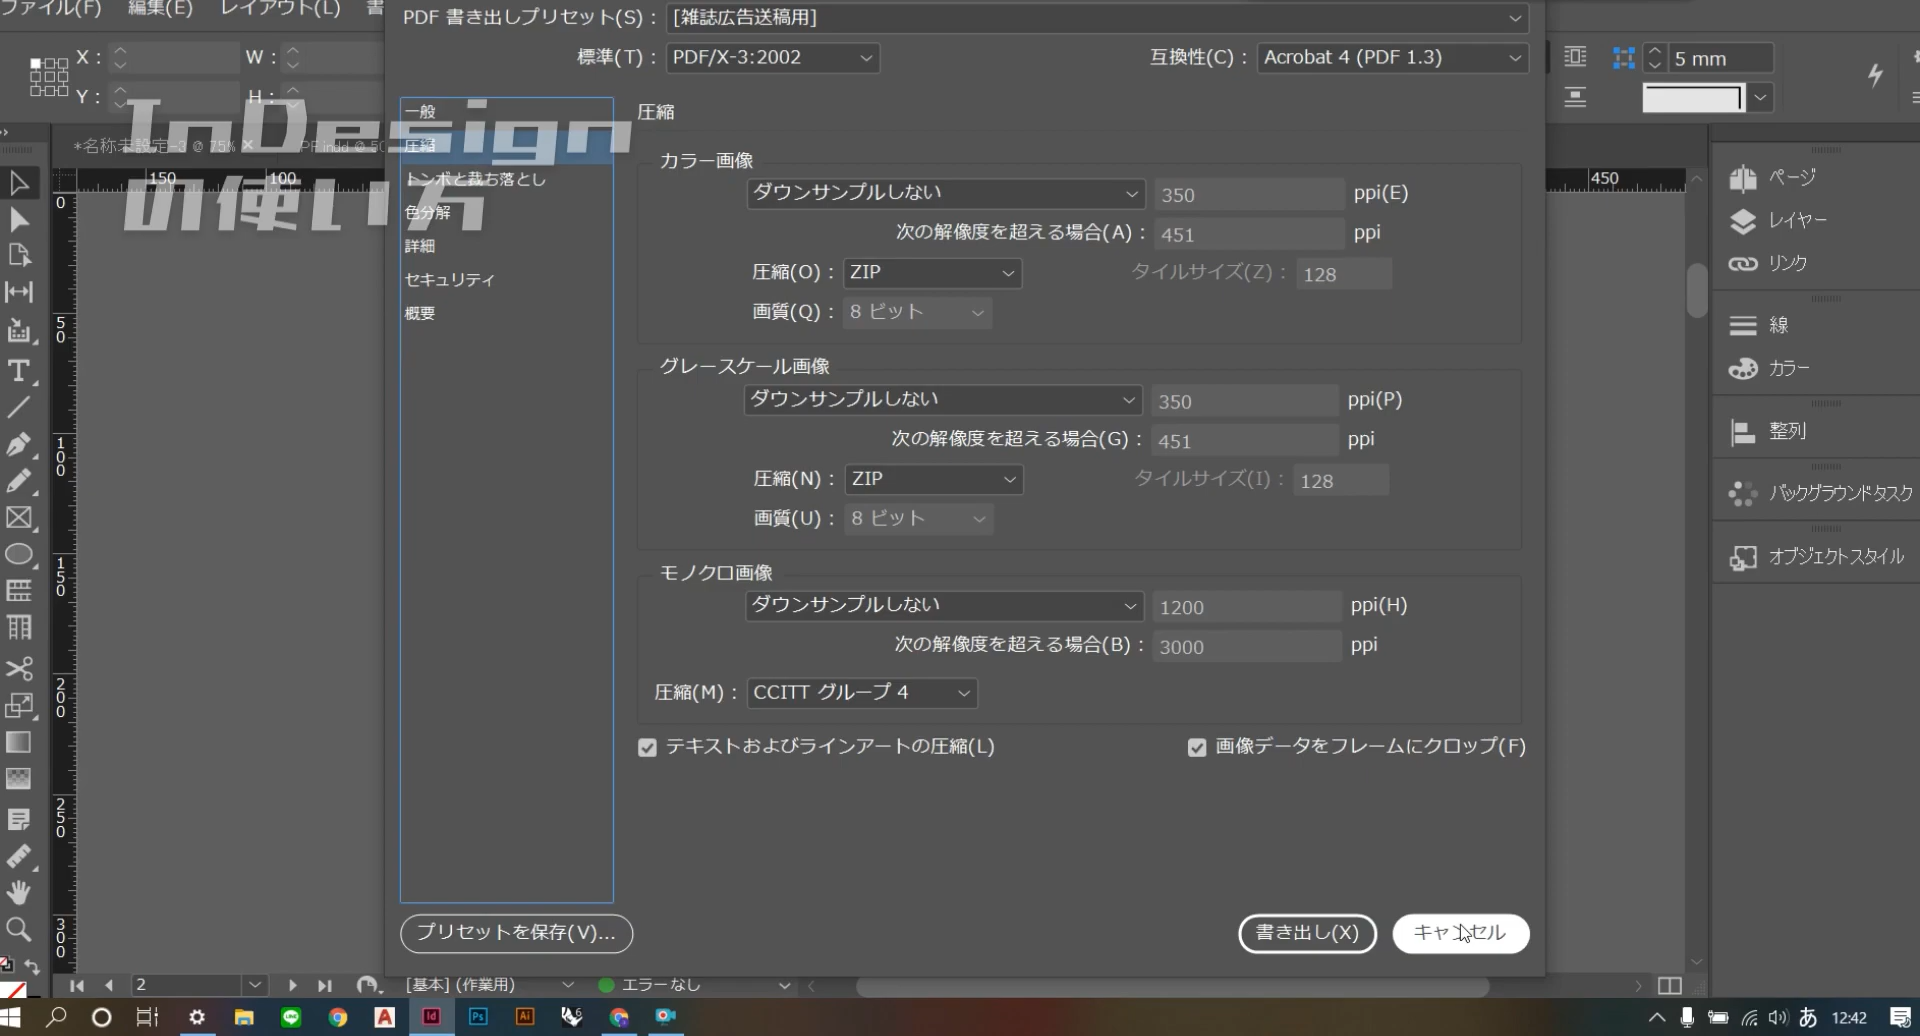 ファイル(F) 編集(E) レイアウト(L) 書
PDF 書き出しプリセット(S)： [雑誌広告送稿用]
標準(T)： PDF/X-3:2002 互換性(C)： Acrobat 4 (PDF 1.3)
X： W： 5 mm
Y： H：
InDesign
の使い方
*名称未設定-3 @ 75%
150 100 450
一般
圧縮
トンボと裁ち落とし
色分解
詳細
セキュリティ
概要
圧縮
カラー画像
ダウンサンプルしない 350 ppi(E)
次の解像度を超える場合(A)： 451 ppi
圧縮(O)： ZIP タイルサイズ(Z)： 128
画質(Q)： 8 ビット
グレースケール画像
ダウンサンプルしない 350 ppi(P)
次の解像度を超える場合(G)： 451 ppi
圧縮(N)： ZIP タイルサイズ(I)： 128
画質(U)： 8 ビット
モノクロ画像
ダウンサンプルしない 1200 ppi(H)
次の解像度を超える場合(B)： 3000 ppi
圧縮(M)： CCITT グループ 4
テキストおよびラインアートの圧縮(L) 画像データをフレームにクロップ(F)
プリセットを保存(V)... 書き出し(X) キャンセル
ページ
レイヤー
リンク
線
カラー
整列
バックグラウンドタスク
オブジェクトスタイル
0
50
100
150
200
250
300
2 [基本] (作業用) エラーなし
あ 12:42